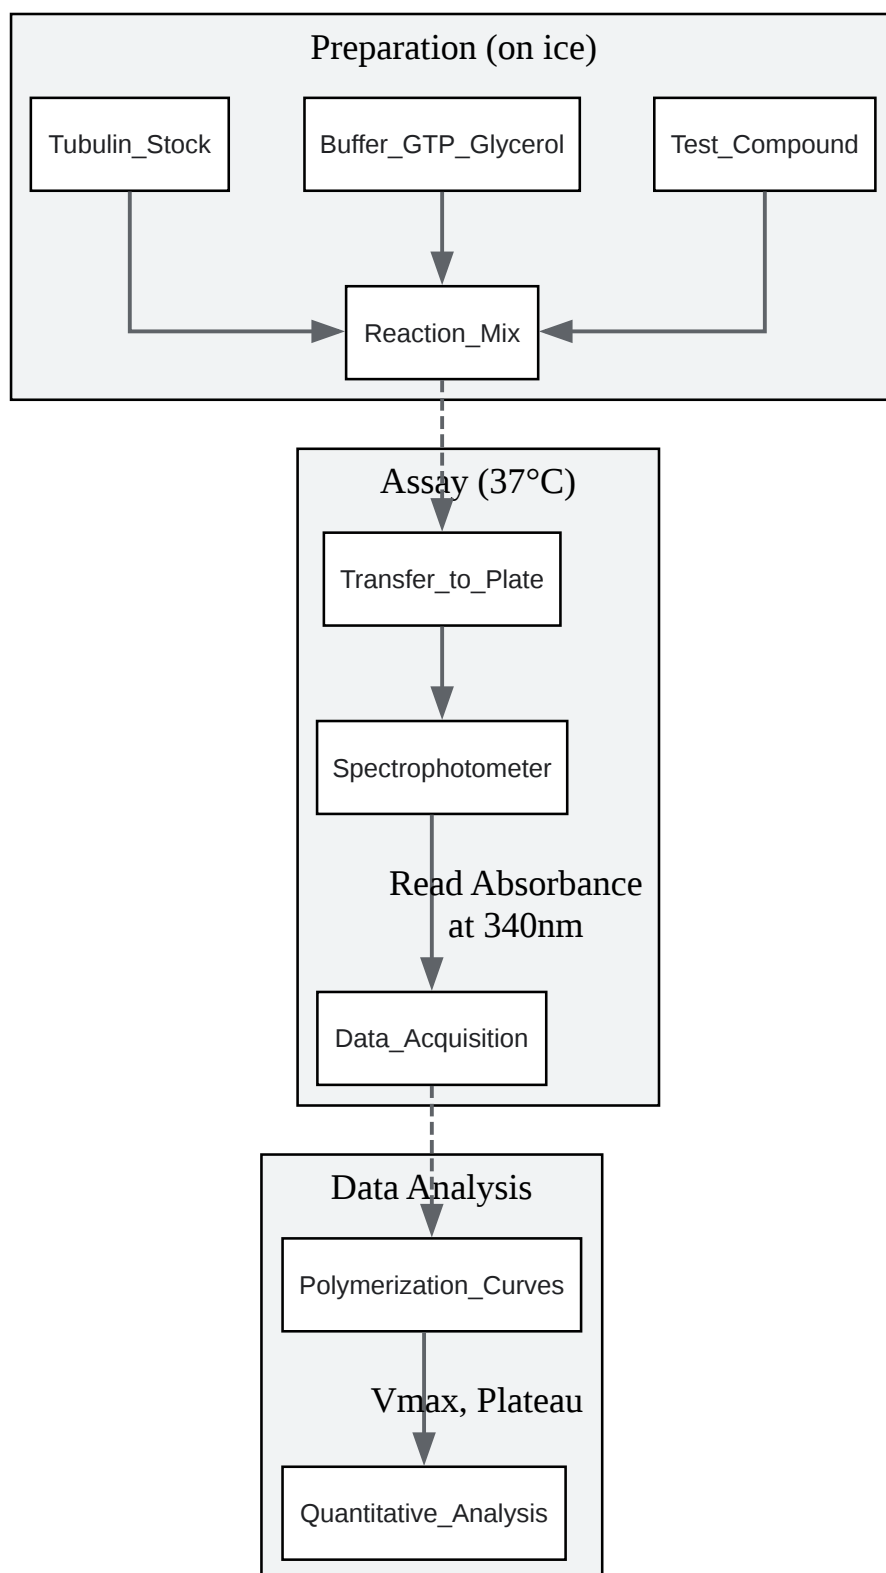 Preparation (on ice)
Tubulin_Stock
Buffer_GTP_Glycerol
Test_Compound
Reaction_Mix
Assay (37°C)
Transfer_to_Plate
Spectrophotometer
Read Absorbance
at 340nm
Data_Acquisition
Data Analysis
Polymerization_Curves
Vmax, Plateau
Quantitative_Analysis